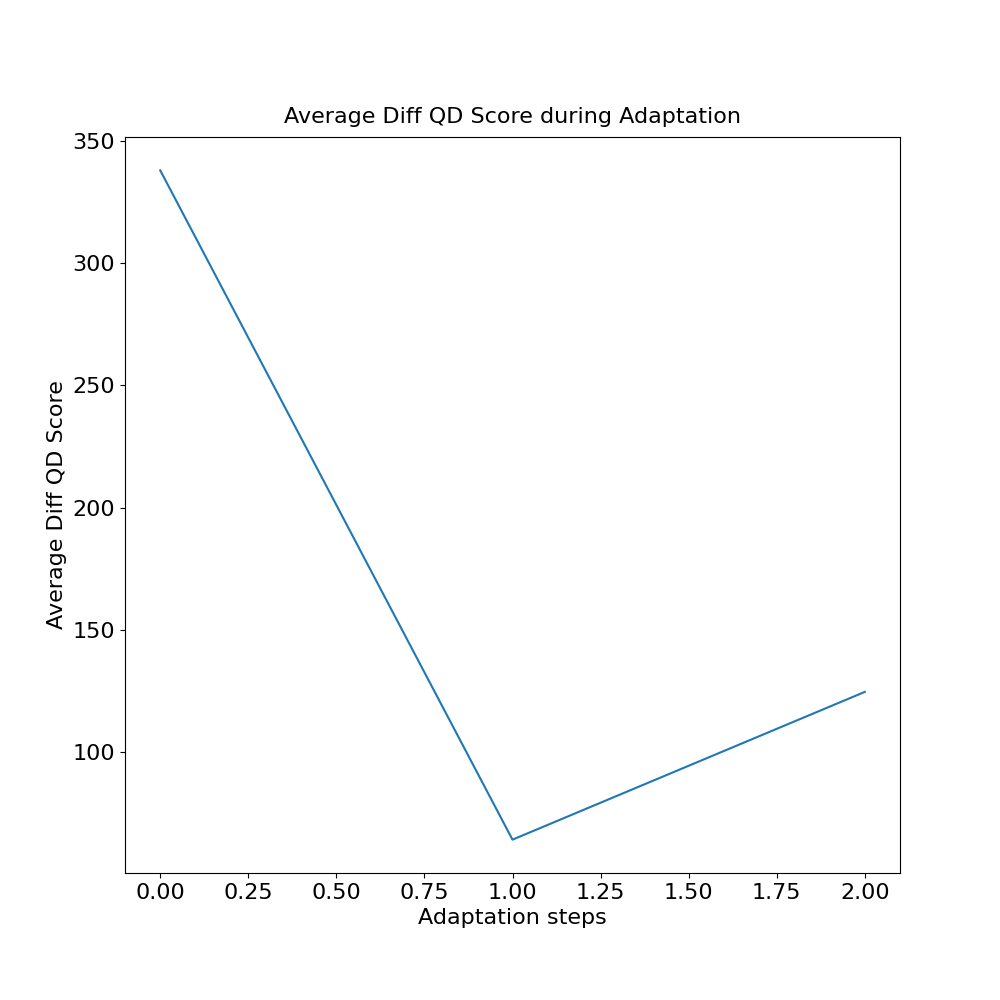 Average Diff QD Score during Adaptation
350
300
250
200
150
100
Average Diff QD Score
0.00 0.25 0.50 0.75 1.00 1.25 1.50 1.75 2.00
Adaptation steps